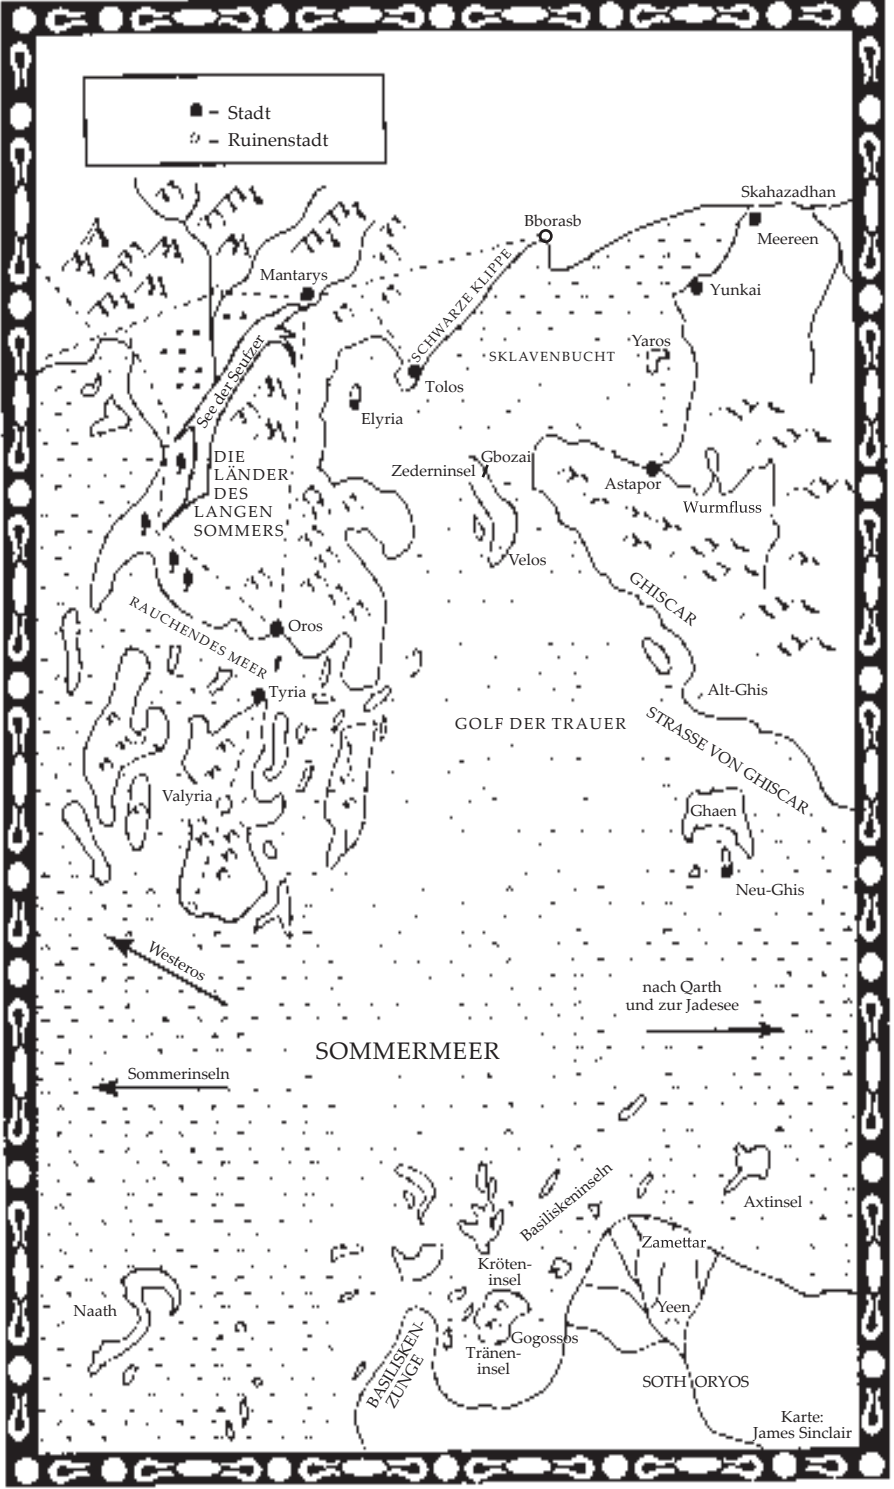 - Stadt
- Ruinenstadt
Skahazadhan
Bborasb
Meereen
Mantarys
SCHWARZE KLIPPE
Yunkai
Yaros
SKLAVENBUCHT
See der Seufzer
Tolos
Elyria
DIE
LÄNDER
DES
LANGEN
SOMMERS
Gbozai
Zederninsel
Astapor
Wurmfluss
Velos
GHISCAR
RAUCHENDES MEER
Oros
Tyria
Alt-Ghis
GOLF DER TRAUER
STRASSE VON GHISCAR
Valyria
Ghaen
Neu-Ghis
Westeros
nach Qarth
und zur Jadesee
SOMMERMEER
Sommerinseln
Basiliskeninseln
Axtinsel
Zamettar
Kröten-
insel
Naath
Yeen
Gogossos
Tränen-
insel
BASILISKEN-
ZUNGE
SOTHORYOS
Karte:
James Sinclair